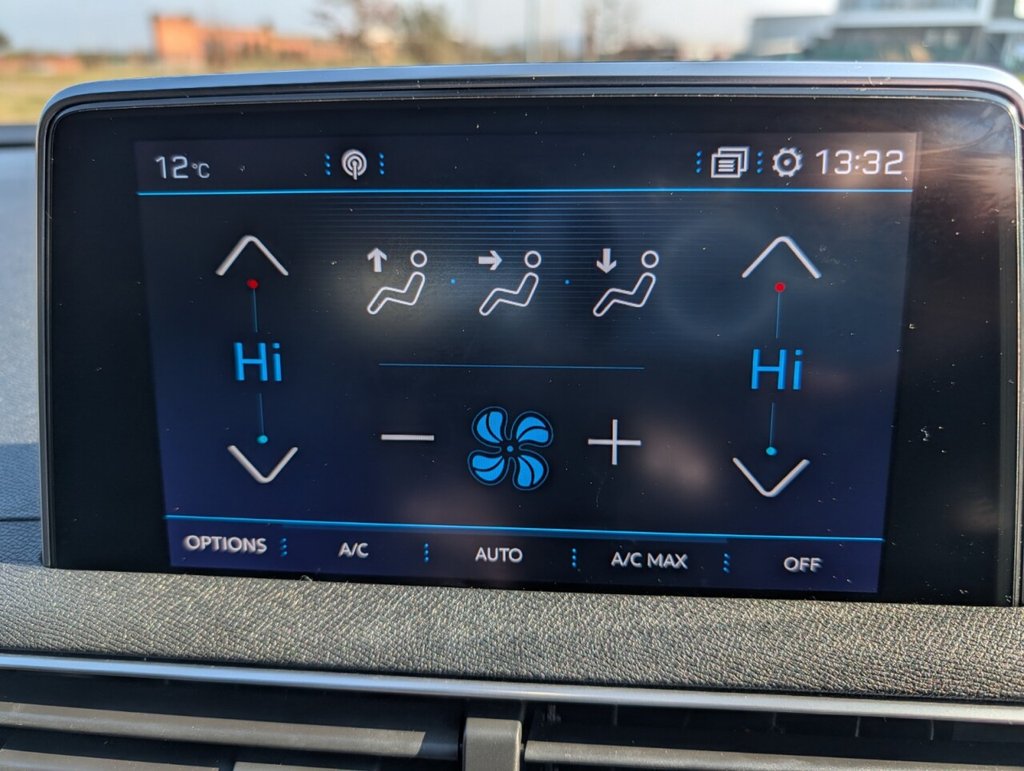 12°C 13:32
Hi Hi
OPTIONS A/C AUTO A/C MAX OFF